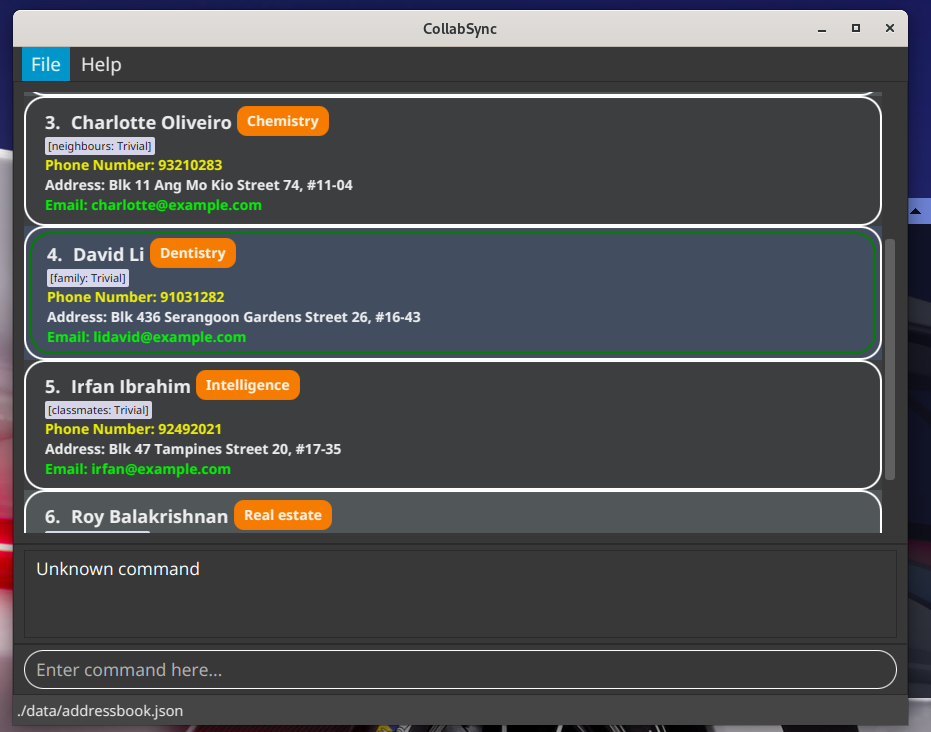 CollabSync
File Help
3. Charlotte Oliveiro Chemistry
[neighbours: Trivial]
Phone Number: 93210283
Address: Blk 11 Ang Mo Kio Street 74, #11-04
Email: charlotte@example.com
4. David Li Dentistry
[family: Trivial]
Phone Number: 91031282
Address: Blk 436 Serangoon Gardens Street 26, #16-43
Email: lidavid@example.com
5. Irfan Ibrahim Intelligence
[classmates: Trivial]
Phone Number: 92492021
Address: Blk 47 Tampines Street 20, #17-35
Email: irfan@example.com
6. Roy Balakrishnan Real estate
Unknown command
Enter command here...
./data/addressbook.json